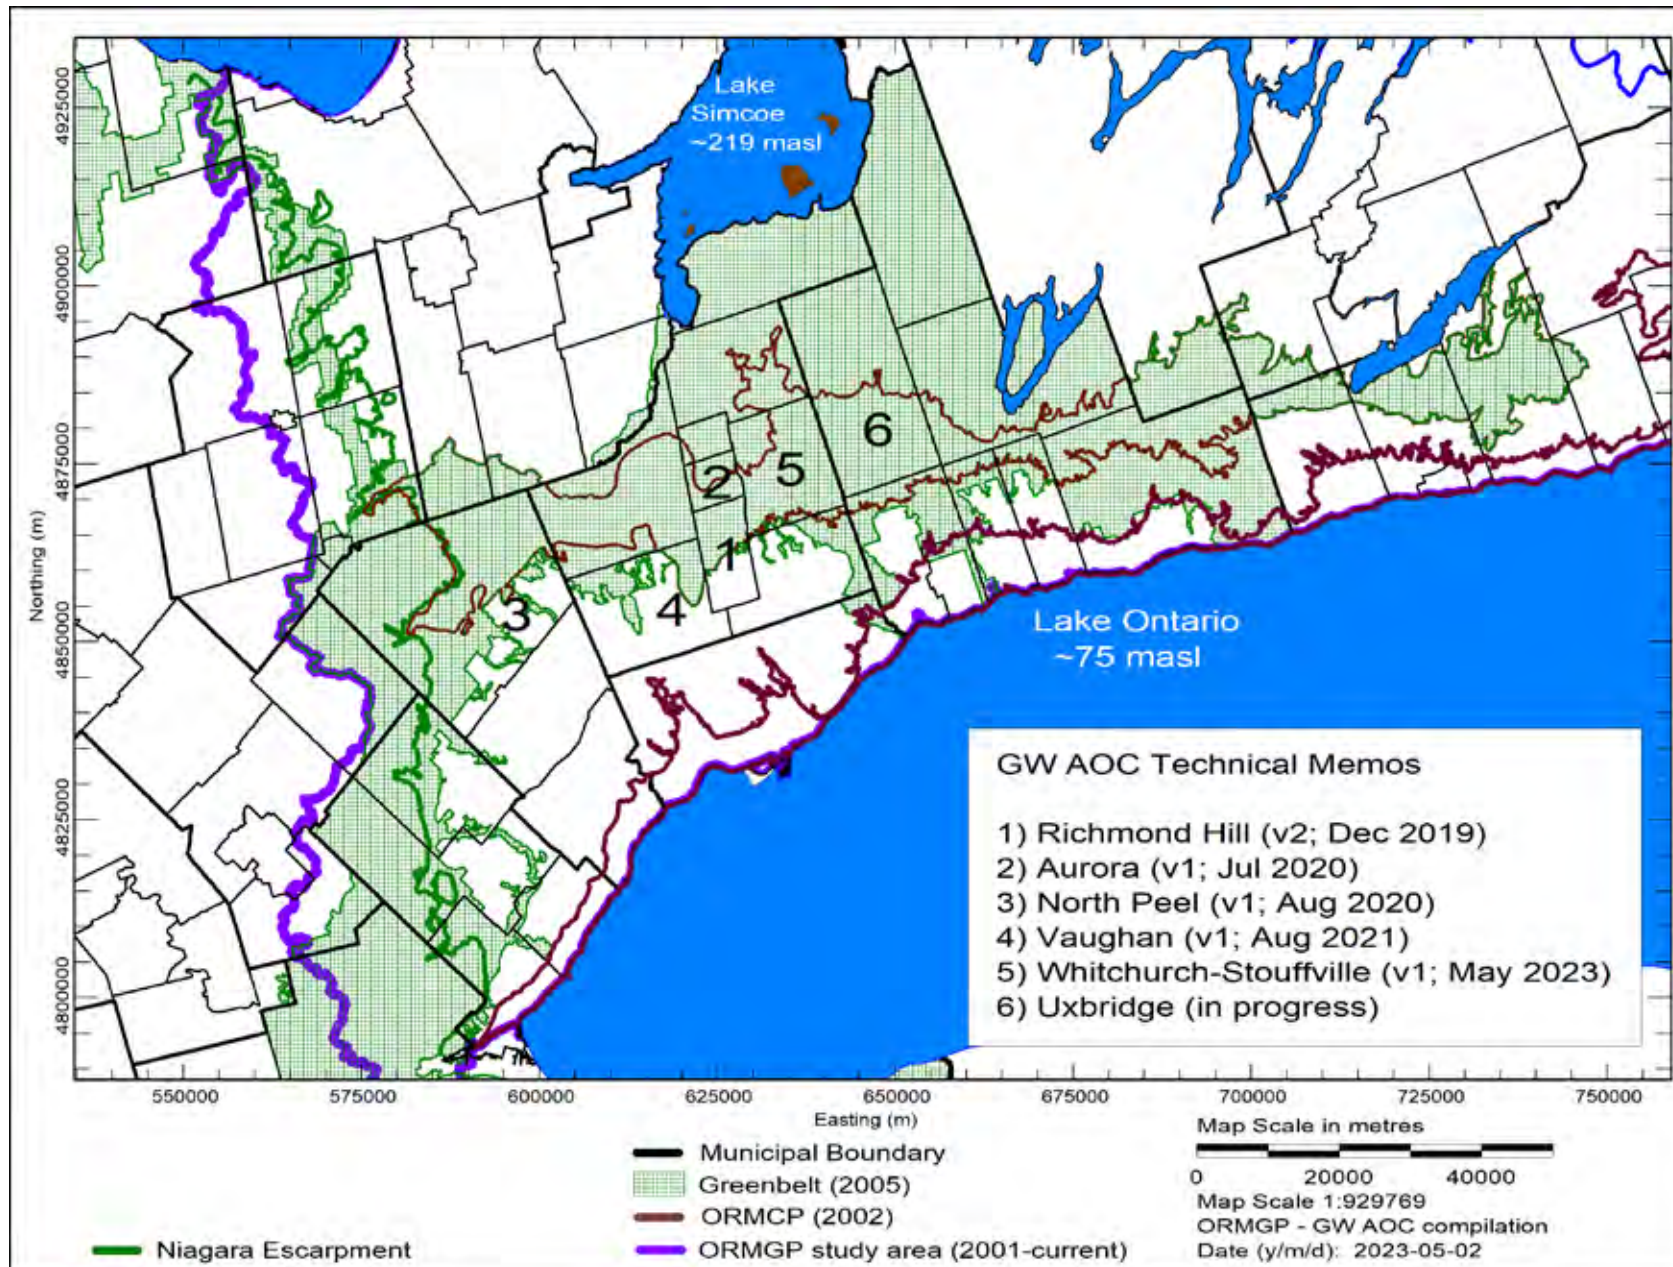 Lake
Simcoe
~219 masl
6
2
5
1
3
4
Lake Ontario
~75 masl
GW AOC Technical Memos
1) Richmond Hill (v2; Dec 2019)
2) Aurora (v1; Jul 2020)
3) North Peel (v1; Aug 2020)
4) Vaughan (v1; Aug 2021)
5) Whitchurch-Stouffville (v1; May 2023)
6) Uxbridge (in progress)
4925000
4900000
4875000
4850000
4825000
4800000
Northing (m)
550000 575000 600000 625000 650000 675000 700000 725000 750000
Easting (m)
Municipal Boundary
Greenbelt (2005)
ORMCP (2002)
Niagara Escarpment
ORMGP study area (2001-current)
Map Scale in metres
0 20000 40000
Map Scale 1:929769
ORMGP - GW AOC compilation
Date (y/m/d): 2023-05-02